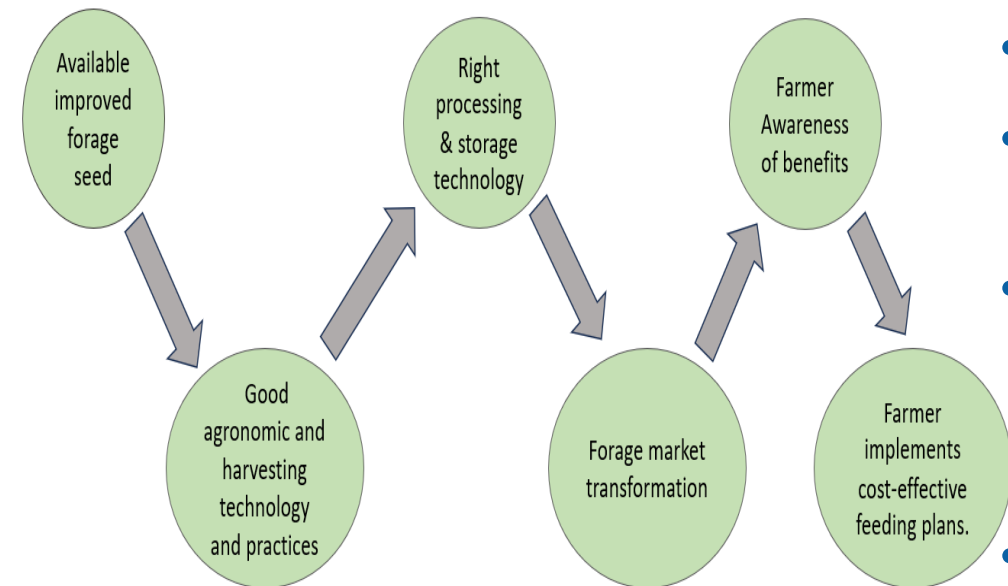 Available
improved
forage
seed
Good
agronomic and
harvesting
technology
and practices
Right
processing
& storage
technology
Forage market
transformation
Farmer
Awareness
of benefits
Farmer
implements
cost-effective
feeding plans.